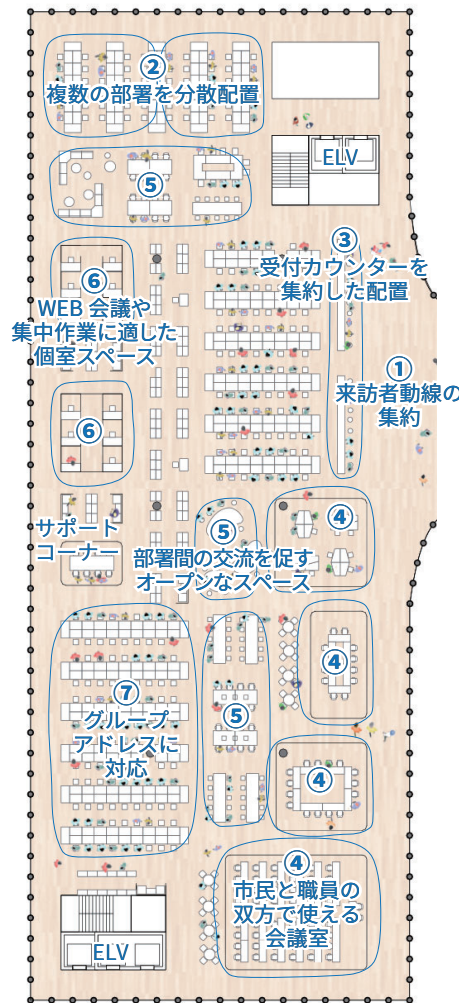 ②
複数の部署を分散配置
ELV
⑤
③
受付カウンターを
集約した配置
⑥
WEB 会議や
集中作業に適した
個室スペース
①
来訪者動線の
集約
⑥
④
サポート
コーナー
⑤
部署間の交流を促す
オープンなスペース
④
⑦
グループ
アドレスに
対応
⑤
④
④
市民と職員の
双方で使える
会議室
ELV